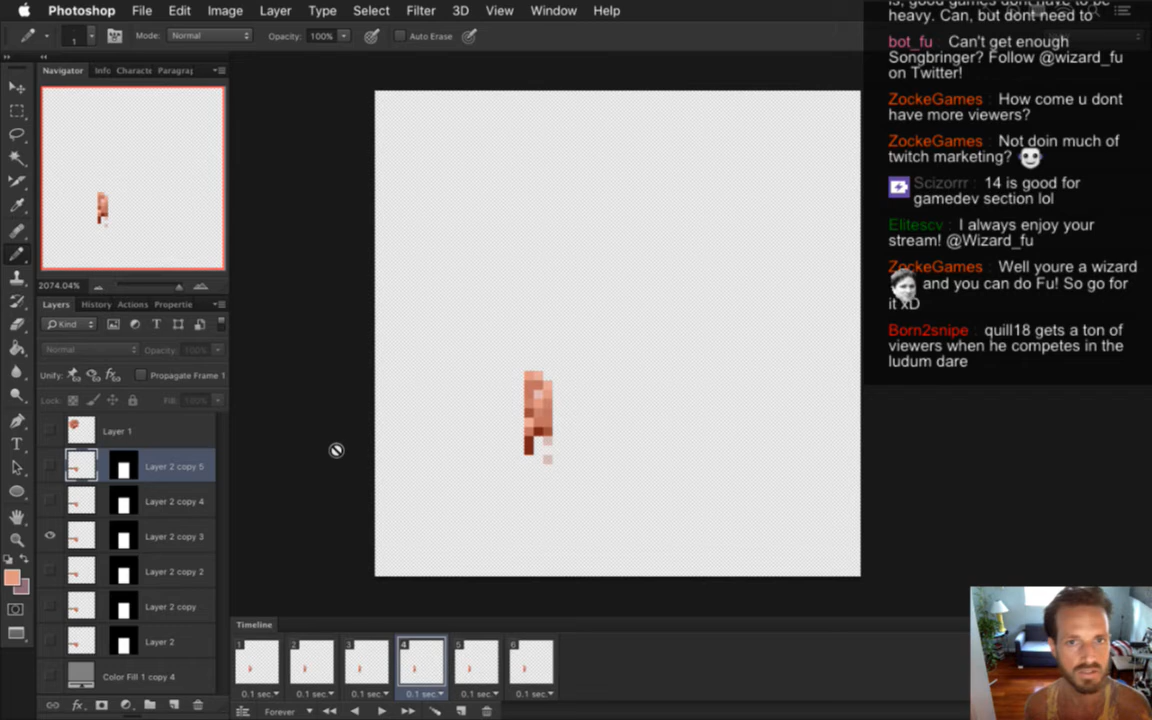 Photoshop File Edit Image Layer Type Select Filter 3D View Window Help
1 Mode: Normal Opacity: 100% Auto Erase
Navigator Info Characte Paragraj
2074.04%
Layers History Actions Propertie
Kind
Normal Opacity: 100%
Unify: Propagate Frame 1
Lock: Fill: 100%
Layer 1
Layer 2 copy 5
Layer 2 copy 4
Layer 2 copy 3
Layer 2 copy 2
Layer 2 copy
Layer 2
Color Fill 1 copy 4
Timeline
1 2 3 4 5 6
0.1 sec. 0.1 sec. 0.1 sec. 0.1 sec. 0.1 sec. 0.1 sec.
Forever
heavy. Can, but dont need to
bot_fu Can't get enough
Songbringer? Follow @wizard_fu
on Twitter!
ZockeGames : How come u dont
have more viewers?
ZockeGames : Not doin much of
twitch marketing?
Scizorrr : 14 is good for
gamedev section lol
Elitescv : I always enjoy your
stream! @Wizard_fu
ZockeGames : Well youre a wizard
and you can do Fu! So go for
it xD
Born2snipe : quill18 gets a ton of
viewers when he competes in the
ludum dare